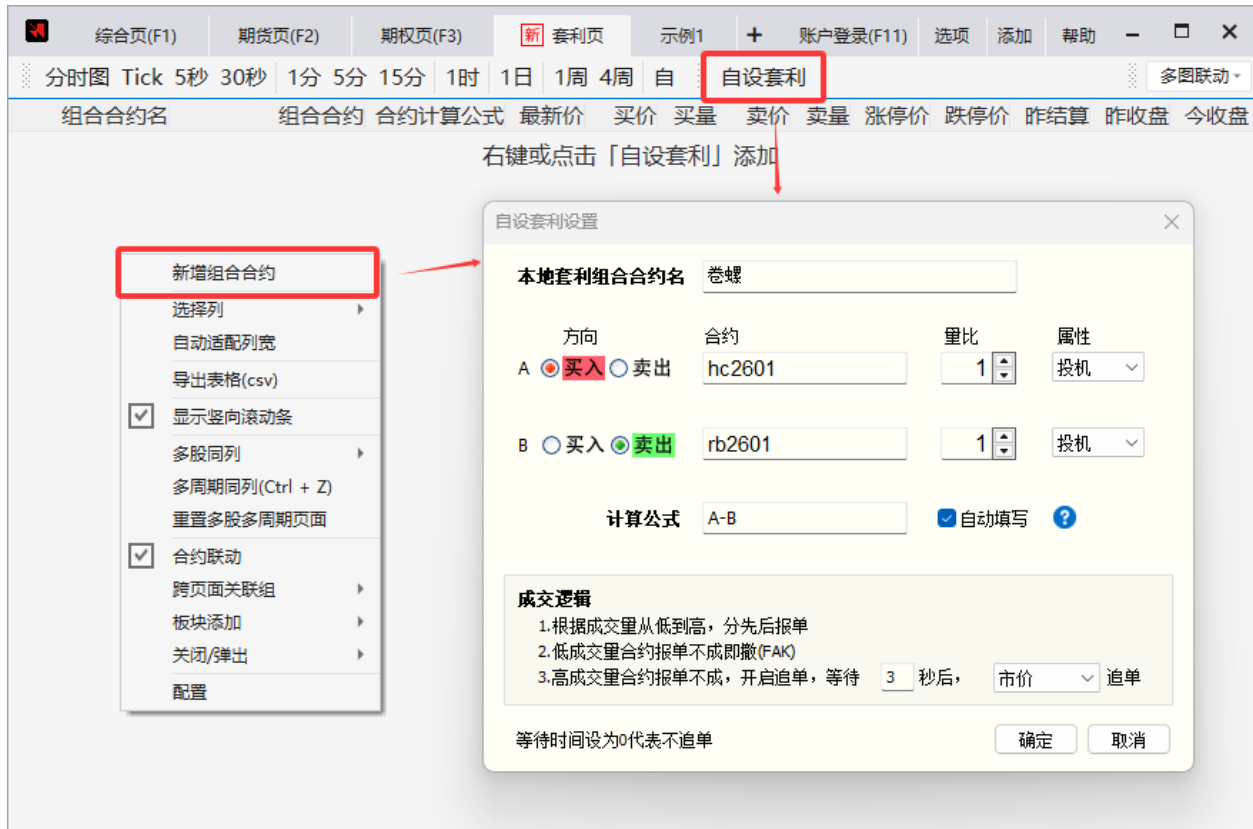 综合页(F1) 期货页(F2) 期权页(F3) 新 套利页 示例1 + 账户登录(F11) 选项 添加 帮助
分时图 Tick 5秒 30秒 1分 5分 15分 1时 1日 1周 4周 自 自设套利 多图联动
组合合约名 组合合约 合约计算公式 最新价 买价 买量 卖价 卖量 涨停价 跌停价 昨结算 昨收盘 今收盘
右键或点击「自设套利」添加
新增组合合约
选择列
自动适配列宽
导出表格(csv)
显示竖向滚动条
多股同列
多周期同列(Ctrl + Z)
重置多股多周期页面
合约联动
跨页面关联组
板块添加
关闭/弹出
配置
自设套利设置
本地套利组合合约名 卷螺
方向 合约 量比 属性
A 买入 卖出 hc2601 1 投机
B 买入 卖出 rb2601 1 投机
计算公式 A-B 自动填写 ?
成交逻辑
1.根据成交量从低到高，分先后报单
2.低成交量合约报单不成即撤(FAK)
3.高成交量合约报单不成，开启追单，等待 3 秒后， 市价 追单
等待时间设为0代表不追单 确定 取消